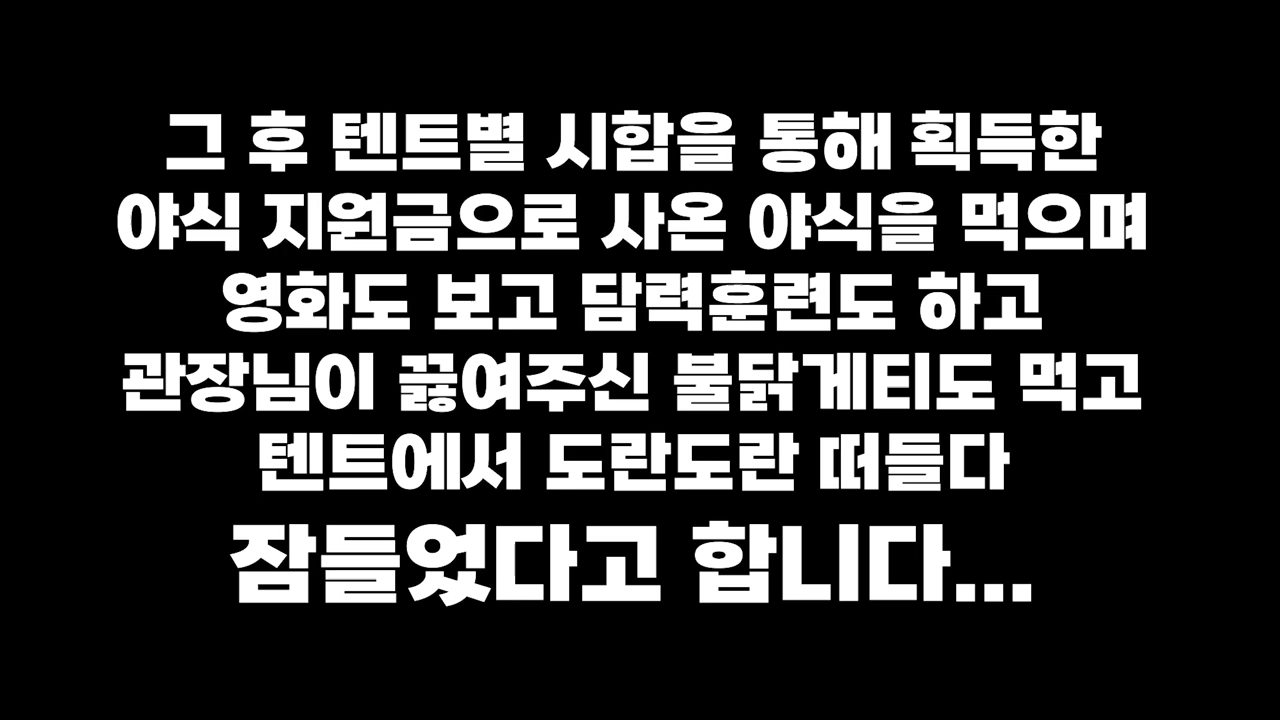 그 후 텐트별 시합을 통해 획득한
야식 지원금으로 사온 야식을 먹으며
영화도 보고 담력훈련도 하고
관장님이 끓여주신 불닭게티도 먹고
텐트에서 도란도란 떠들다
잠들었다고 합니다...